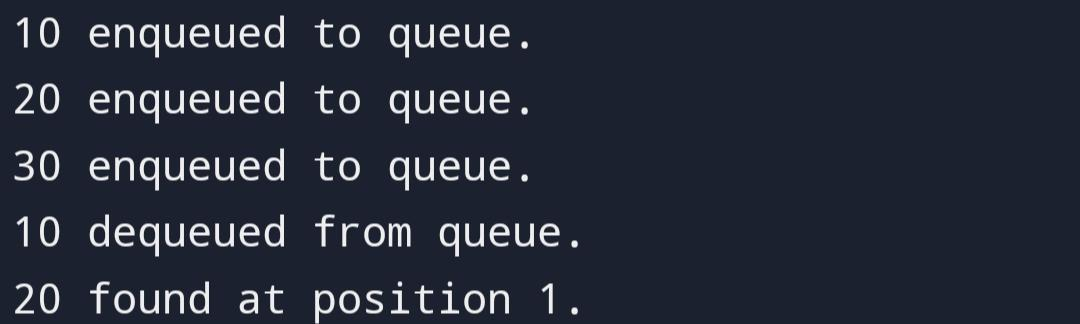 10 enqueued to queue.
20 enqueued to queue.
30 enqueued to queue.
10 dequeued from queue.
20 found at position 1.